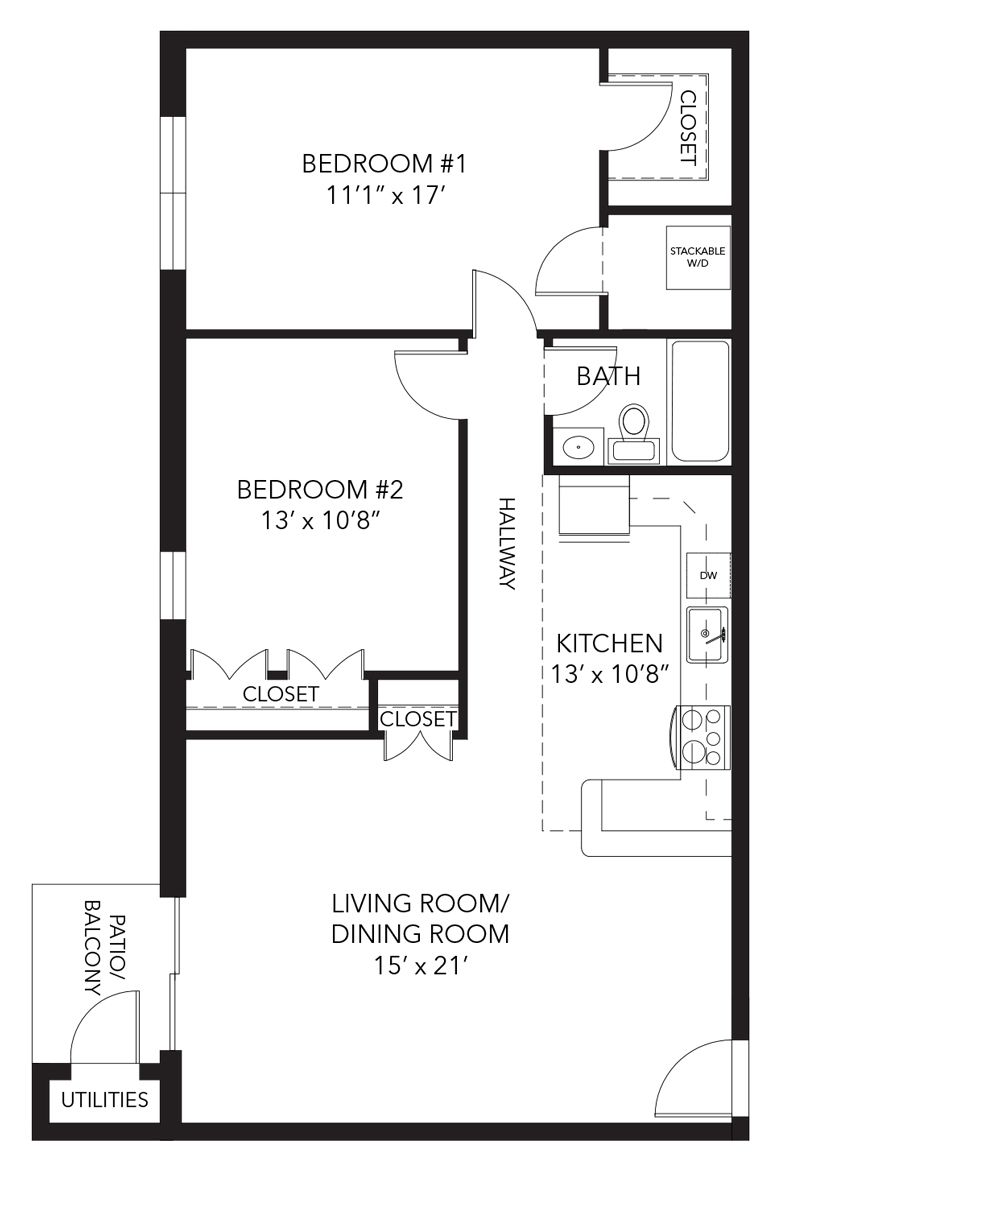 CLOSET
BEDROOM #1
11’1” x 17’
STACKABLE
W/D
BATH
BEDROOM #2
13’ x 10’8”
HALLWAY
DW
KITCHEN
13’ x 10’8”
CLOSET
CLOSET
LIVING ROOM/
DINING ROOM
15’ x 21’
PATIO/
BALCONY
UTILITIES